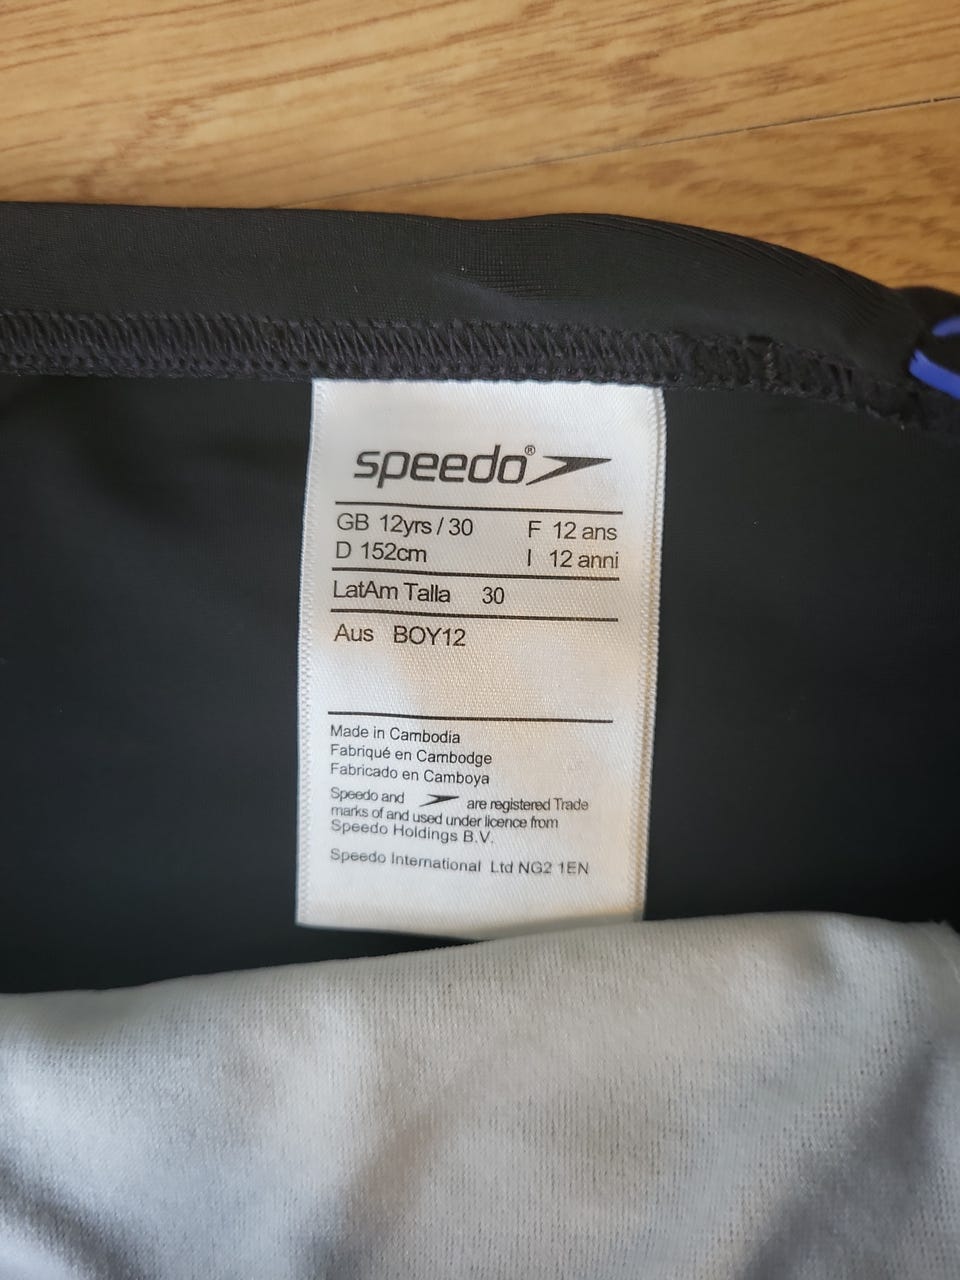 speedo®
GB 12yrs / 30 F 12 ans
D 152cm I 12 anni
LatAm Talla 30
Aus BOY12
Made in Cambodia
Fabriqué en Cambodge
Fabricado en Camboya
Speedo and are registered Trade
marks of and used under licence from
Speedo Holdings B.V.
Speedo International Ltd NG2 1EN